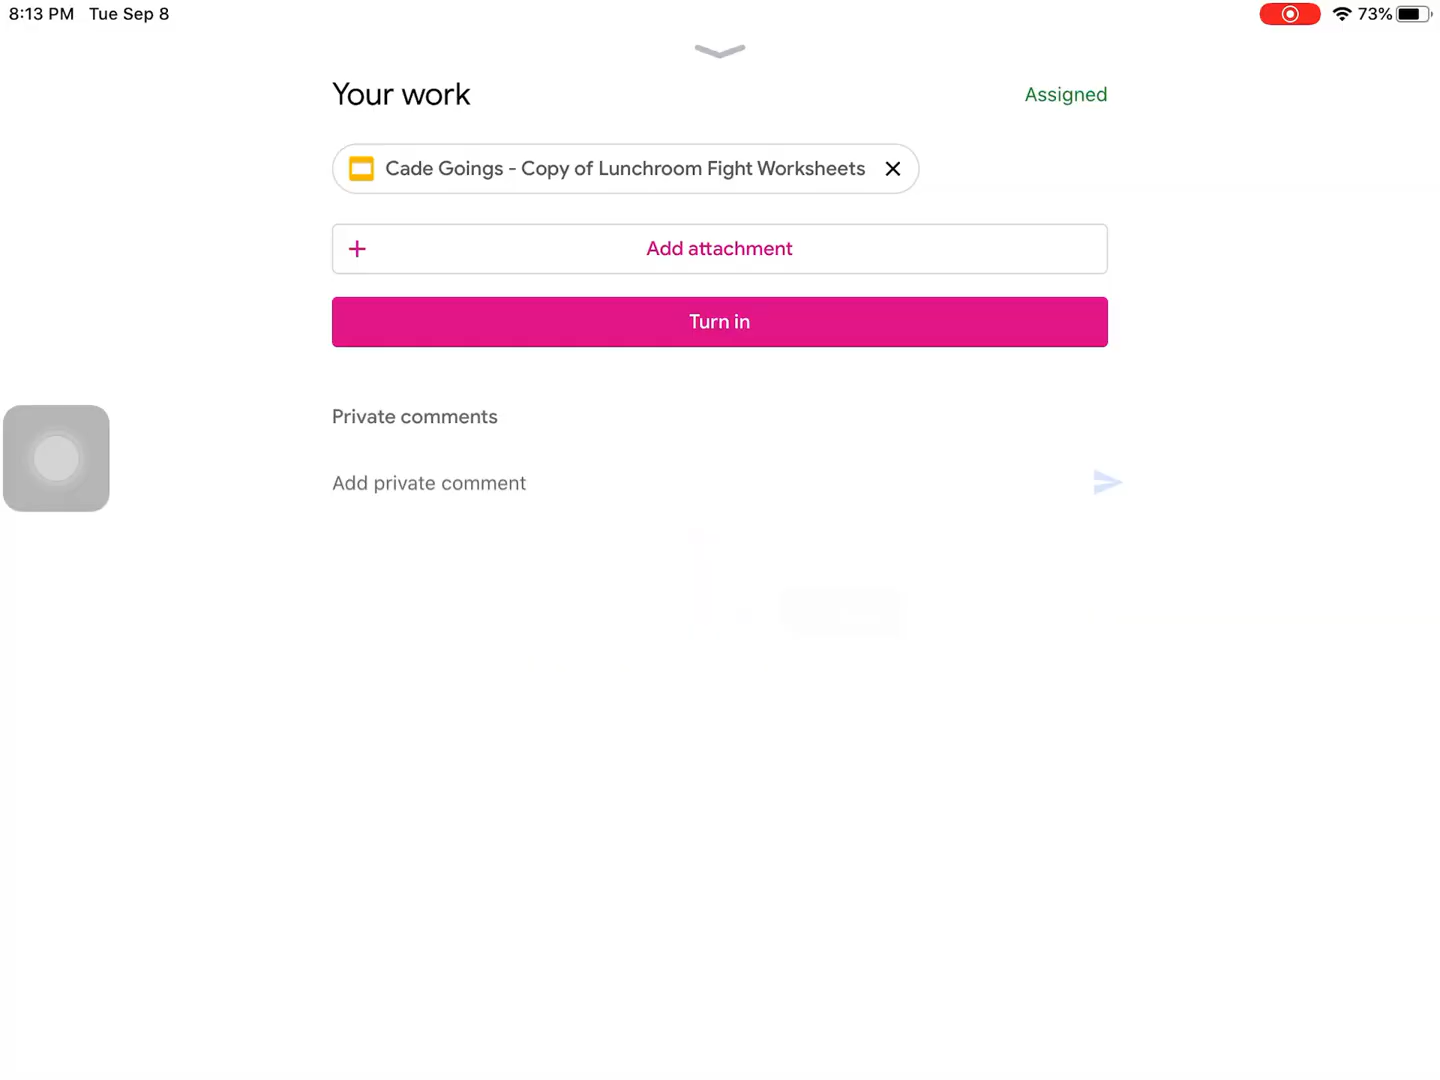 8:13 PM Tue Sep 8
73%
Your work
Assigned
Cade Goings - Copy of Lunchroom Fight Worksheets
Add attachment
Turn in
Private comments
Add private comment